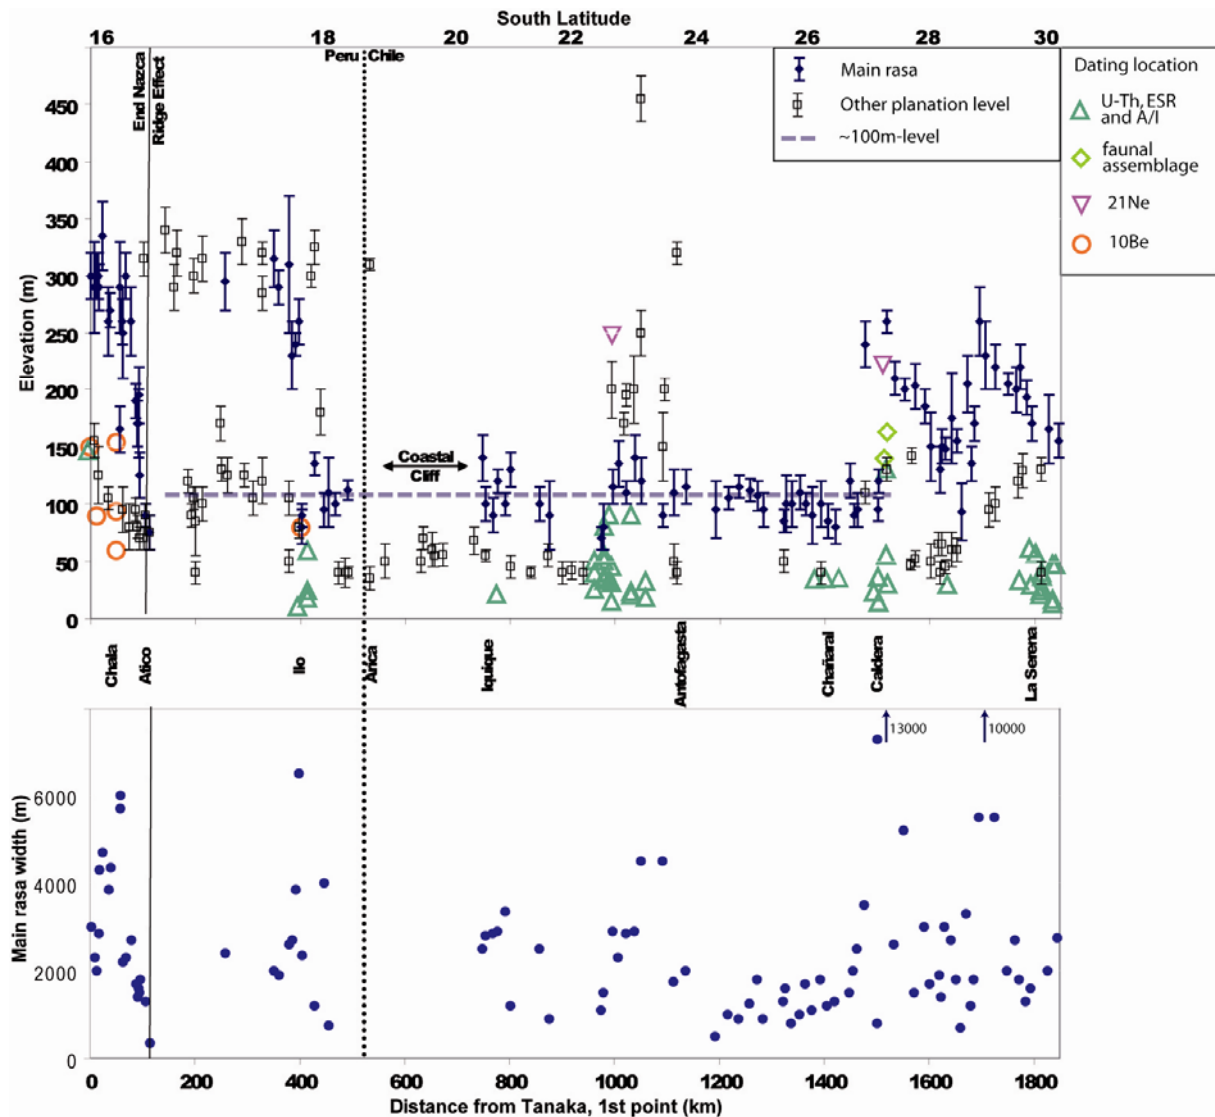 South Latitude
16 18 20 22 24 26 28 30
Peru Chile
End Nazca
Ridge Effect
Main rasa
Other planation level
~100m-level
Dating location
U-Th, ESR
and A/I
faunal
assemblage
21Ne
10Be
Elevation (m)
450
400
350
300
250
200
150
100
50
0
Coastal
Cliff
Chala
Atico
Ilo
Arica
Iquique
Antofagasta
Chañaral
Caldera
La Serena
13000
10000
Main rasa width (m)
6000
4000
2000
0
0 200 400 600 800 1000 1200 1400 1600 1800
Distance from Tanaka, 1st point (km)